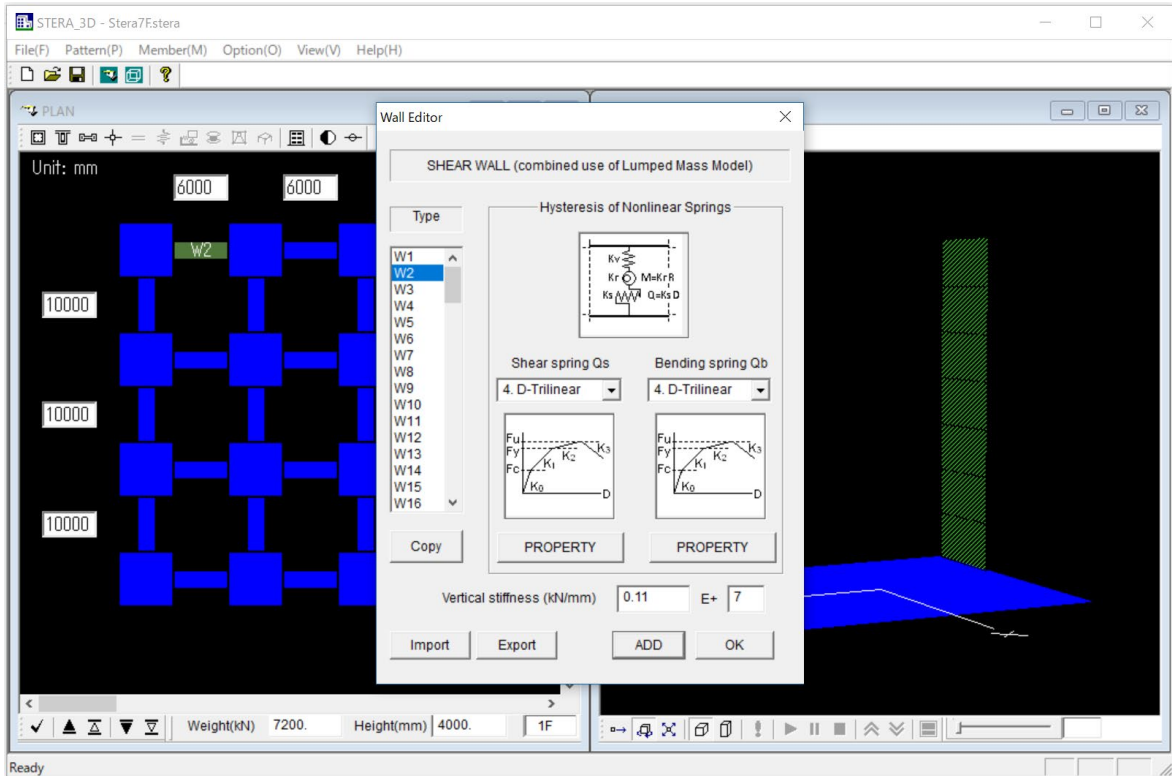 STERA_3D - Stera7F.stera
File(F) Pattern(P) Member(M) Option(O) View(V) Help(H)
PLAN
Unit: mm
6000 6000
W2
10000
10000
10000
Wall Editor
SHEAR WALL (combined use of Lumped Mass Model)
Type
W1
W2
W3
W4
W5
W6
W7
W8
W9
W10
W11
W12
W13
W14
W15
W16
Copy
Hysteresis of Nonlinear Springs
Kv
Kr M=KrR
Ks Q=KsD
Shear spring Qs Bending spring Qb
4. D-Trilinear 4. D-Trilinear
Fu
Fy
Fc
K0
K1
K2
K3
D
Fu
Fy
Fc
K0
K1
K2
K3
D
PROPERTY PROPERTY
Vertical stiffness (kN/mm) 0.11 E+ 7
Import Export ADD OK
Weight(kN) 7200. Height(mm) 4000. 1F
Ready